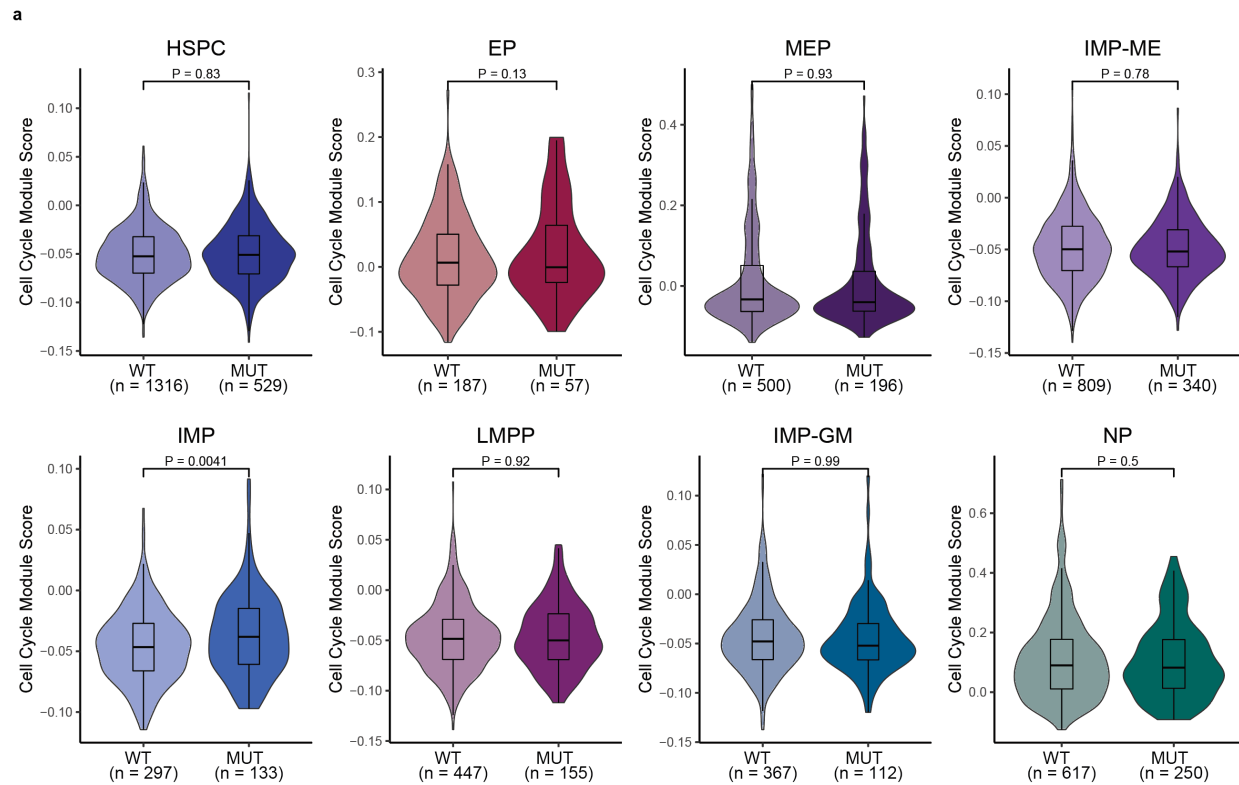 a
HSPC
P = 0.83
Cell Cycle Module Score
0.10
0.05
0.00
−0.05
−0.10
−0.15
WT
(n = 1316)
MUT
(n = 529)
EP
P = 0.13
Cell Cycle Module Score
0.3
0.2
0.1
0.0
−0.1
WT
(n = 187)
MUT
(n = 57)
MEP
P = 0.93
Cell Cycle Module Score
0.4
0.2
0.0
WT
(n = 500)
MUT
(n = 196)
IMP-ME
P = 0.78
Cell Cycle Module Score
0.10
0.05
0.00
−0.05
−0.10
−0.15
WT
(n = 809)
MUT
(n = 340)
IMP
P = 0.0041
Cell Cycle Module Score
0.10
0.05
0.00
−0.05
−0.10
WT
(n = 297)
MUT
(n = 133)
LMPP
P = 0.92
Cell Cycle Module Score
0.10
0.05
0.00
−0.05
−0.10
−0.15
WT
(n = 447)
MUT
(n = 155)
IMP-GM
P = 0.99
Cell Cycle Module Score
0.10
0.05
0.00
−0.05
−0.10
−0.15
WT
(n = 367)
MUT
(n = 112)
NP
P = 0.5
Cell Cycle Module Score
0.6
0.4
0.2
0.0
WT
(n = 617)
MUT
(n = 250)